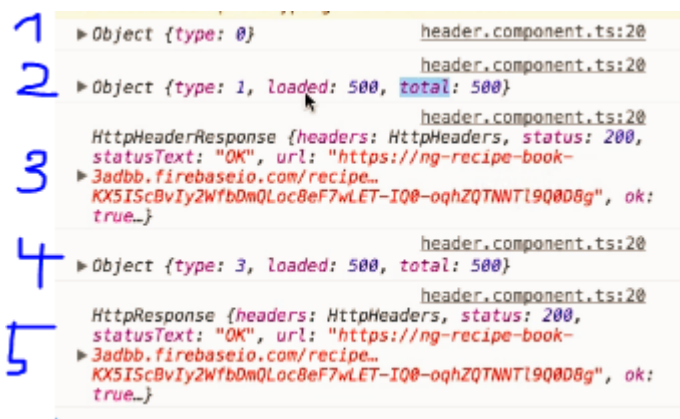 1
▶Object {type: 0} header.component.ts:20
2
header.component.ts:20
▶Object {type: 1, loaded: 500, total: 500}
3
header.component.ts:20
HttpHeaderResponse {headers: HttpHeaders, status: 200,
statusText: "OK", url: "https://ng-recipe-book-
▶3adbb.firebaseio.com/recipe…
KX5IScBvIy2WfbDmQLoc8eF7wLET-IQ0-oqhZQTNNTl9Q0D8g", ok:
true…}
4
header.component.ts:20
▶Object {type: 3, loaded: 500, total: 500}
5
header.component.ts:20
HttpResponse {headers: HttpHeaders, status: 200,
statusText: "OK", url: "https://ng-recipe-book-
▶3adbb.firebaseio.com/recipe…
KX5IScBvIy2WfbDmQLoc8eF7wLET-IQ0-oqhZQTNNTl9Q0D8g", ok:
true…}